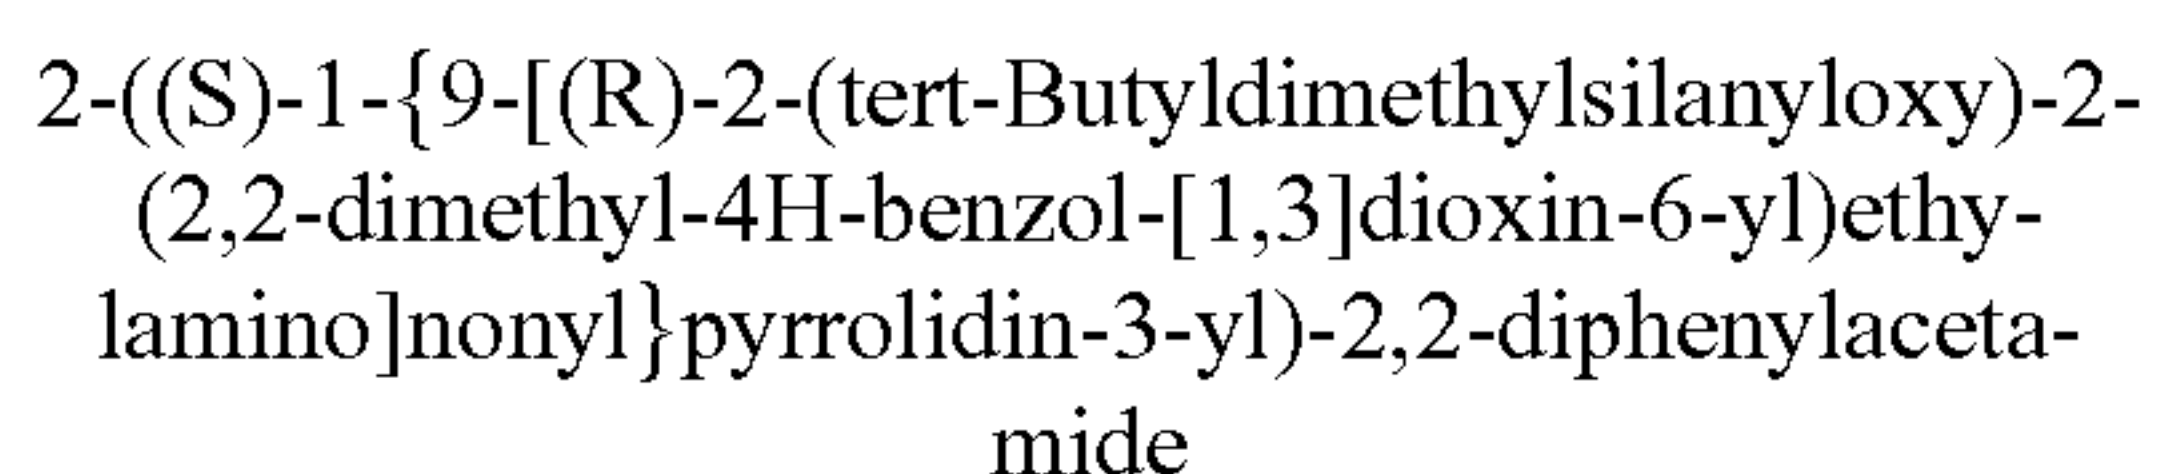 2-((S)-1-{9-[(R)-2-(tert-Butyldimethylsilanyloxy)-2-
(2,2-dimethyl-4H-benzol-[1,3]dioxin-6-yl)ethy-
lamino]nonyl}pyrrolidin-3-yl)-2,2-diphenylaceta-
mide